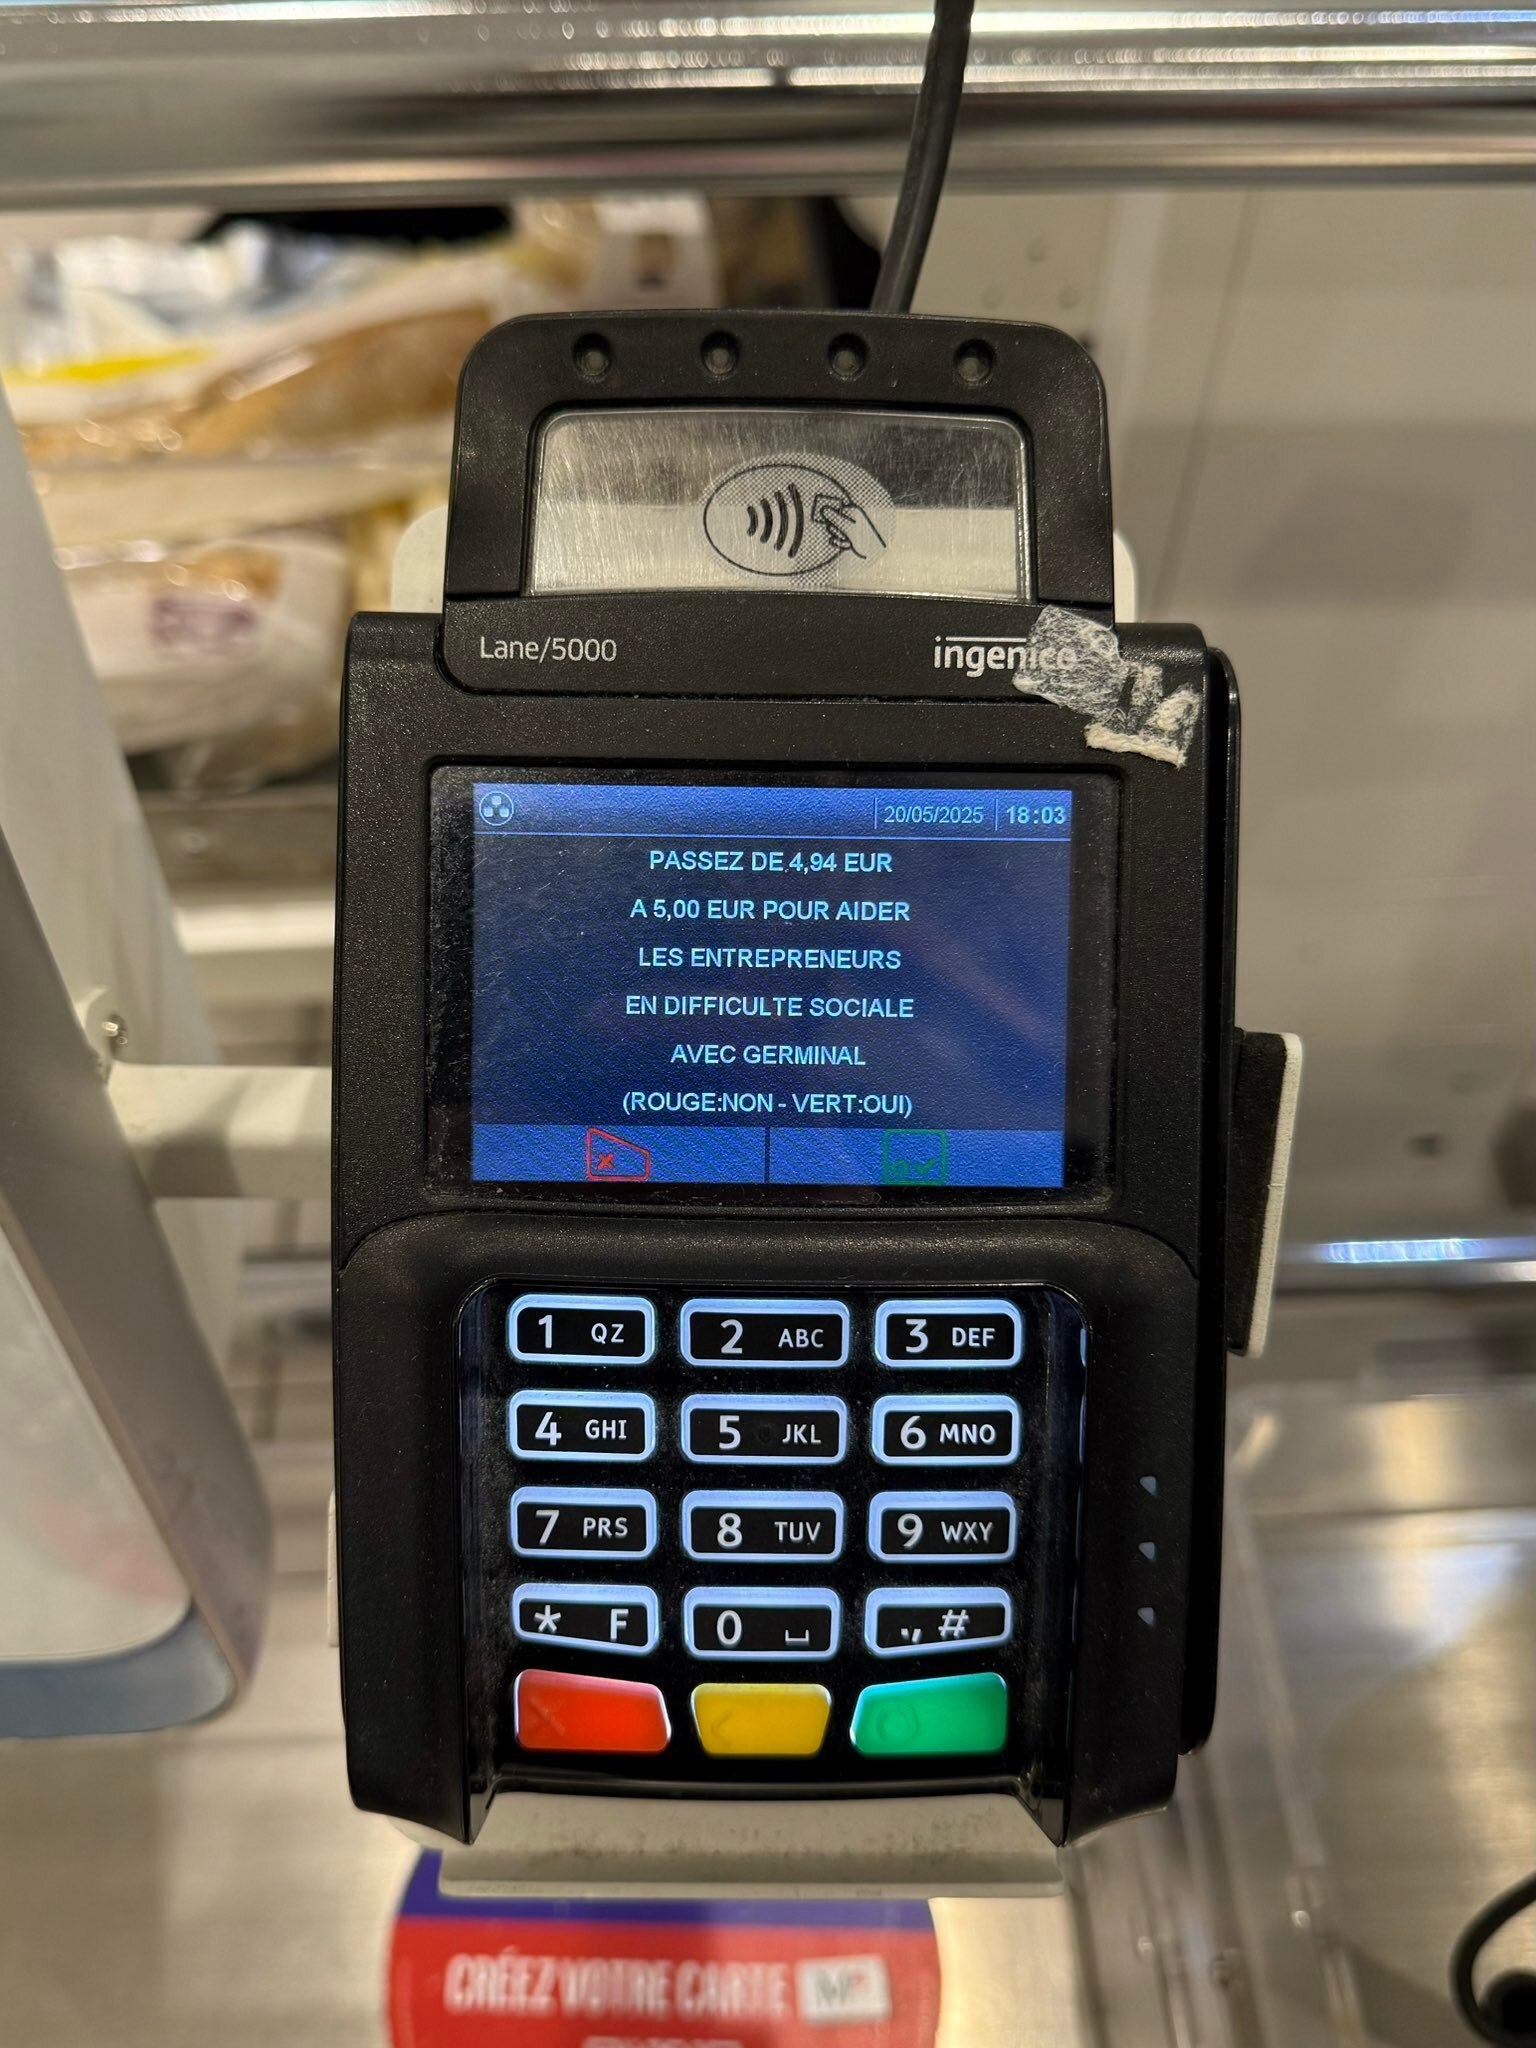 Lane/5000 ingenico
20/05/2025 18:03
PASSEZ DE 4,94 EUR
A 5,00 EUR POUR AIDER
LES ENTREPRENEURS
EN DIFFICULTE SOCIALE
AVEC GERMINAL
(ROUGE:NON - VERT:OUI)
1 QZ 2 ABC 3 DEF
4 GHI 5 JKL 6 MNO
7 PRS 8 TUV 9 WXY
* F 0 ., #
CRÉEZ VOTRE CARTE